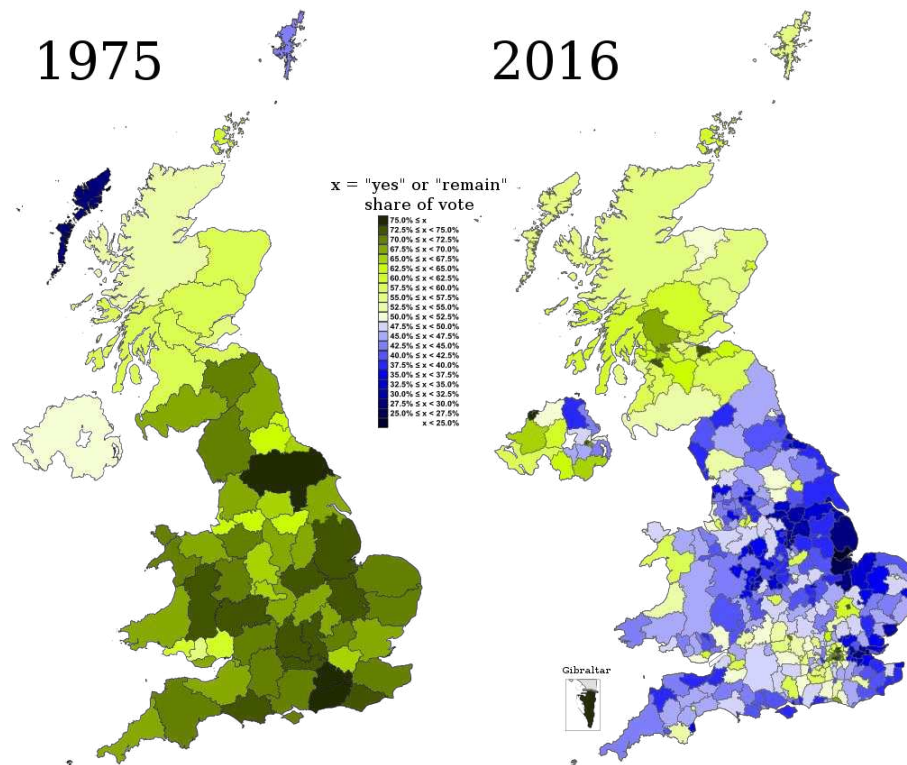 1975
2016
x = "yes" or "remain"
share of vote
75.0% ≤ x
72.5% ≤ x < 75.0%
70.0% ≤ x < 72.5%
67.5% ≤ x < 70.0%
65.0% ≤ x < 67.5%
62.5% ≤ x < 65.0%
60.0% ≤ x < 62.5%
57.5% ≤ x < 60.0%
55.0% ≤ x < 57.5%
52.5% ≤ x < 55.0%
50.0% ≤ x < 52.5%
47.5% ≤ x < 50.0%
45.0% ≤ x < 47.5%
42.5% ≤ x < 45.0%
40.0% ≤ x < 42.5%
37.5% ≤ x < 40.0%
35.0% ≤ x < 37.5%
32.5% ≤ x < 35.0%
30.0% ≤ x < 32.5%
27.5% ≤ x < 30.0%
25.0% ≤ x < 27.5%
x < 25.0%
Gibraltar